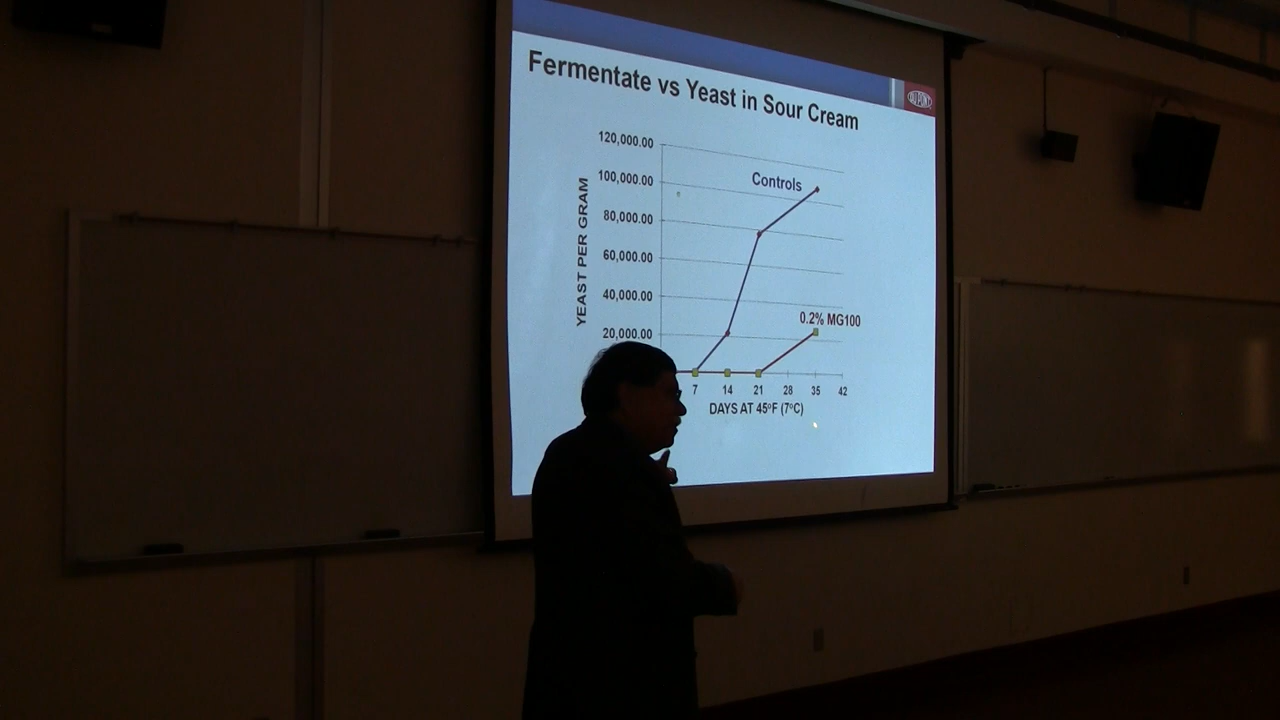 Fermentate vs Yeast in Sour Cream
DUPONT
120,000.00
100,000.00
80,000.00
60,000.00
40,000.00
20,000.00
YEAST PER GRAM
Controls
0.2% MG100
7 14 21 28 35 42
DAYS AT 45ºF (7ºC)